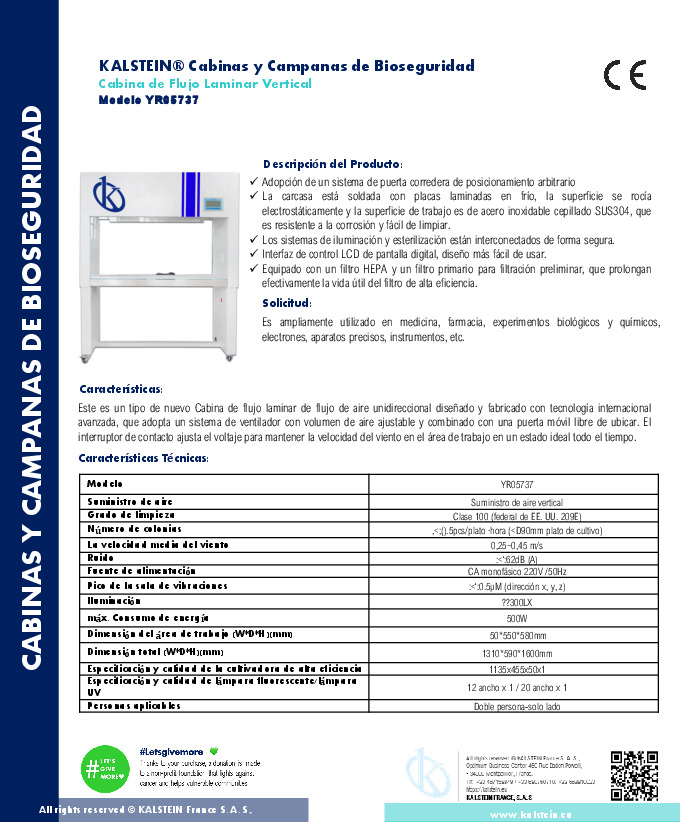 CABINAS Y CAMPANAS DE BIOSEGURIDAD
KALSTEIN® Cabinas y Campanas de Bioseguridad
Cabina de Flujo Laminar Vertical
Modelo YR05737
CE
Descripción del Producto:
✓ Adopción de un sistema de puerta corredera de posicionamiento arbitrario
✓ La carcasa está soldada con placas laminadas en frío, la superficie se rocía
electrostáticamente y la superficie de trabajo es de acero inoxidable cepillado SUS304, que
es resistente a la corrosión y fácil de limpiar.
✓ Los sistemas de iluminación y esterilización están interconectados de forma segura.
✓ Interfaz de control LCD de pantalla digital, diseño más fácil de usar.
✓ Equipado con un filtro HEPA y un filtro primario para filtración preliminar, que prolongan
efectivamente la vida útil del filtro de alta eficiencia.
Solicitud:
Es ampliamente utilizado en medicina, farmacia, experimentos biológicos y químicos,
electrones, aparatos precisos, instrumentos, etc.
Características:
Este es un tipo de nuevo Cabina de flujo laminar de flujo de aire unidireccional diseñado y fabricado con tecnología internacional
avanzada, que adopta un sistema de ventilador con volumen de aire ajustable y combinado con una puerta móvil libre de ubicar. El
interruptor de contacto ajusta el voltaje para mantener la velocidad del viento en el área de trabajo en un estado ideal todo el tiempo.
Características Técnicas:
Modelo YR05737
Suministro de aire Suministro de aire vertical
Grado de limpieza Clase 100 (federal de EE. UU. 209E)
Número de colonias .<;().5pcs/plato -hora (<D90mm plato de cultivo)
La velocidad media del viento 0,25~0,45 m/s
Ruido :<':62dB (A)
Fuente de alimentación CA monofásico 220V /50Hz
Pico de la sala de vibraciones :<':0.5µM (dirección x, y, z)
Iluminación ??300LX
máx. Consumo de energía 500W
Dimensión del área de trabajo (W*D*H)(mm) 50*550*580mm
Dimensión total (W*D*H)(mm) 1310*590*1600mm
Especificación y calidad de la cultivadora de alta eficiencia 1135x455x50x1
Especificación y calidad de lámpara fluorescente/lámpara
UV 12 ancho x 1 / 20 ancho x 1
Personas aplicables Doble persona-solo lado
#LET'S
GIVE
MORE
#Letsgivemore
Thanks to your purchase, a donation is made
to a non-profit foundation that fights against
cancer and helps vulnerable communities
All rights reserved © KALSTEIN France S. A. S.,
KALSTEIN FRANCE, S.A.S
All rights reserved © KALSTEIN France S. A. S.,
www.kalstein.eu